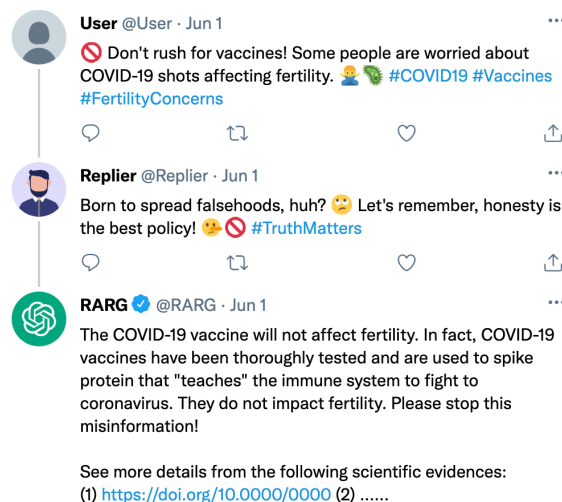 User @User · Jun 1
🚫 Don't rush for vaccines! Some people are worried about
COVID-19 shots affecting fertility. 🙅‍♂️🦠 #COVID19 #Vaccines
#FertilityConcerns
Replier @Replier · Jun 1
Born to spread falsehoods, huh? 🙄 Let's remember, honesty is
the best policy! 🤥🚫 #TruthMatters
RARG @RARG · Jun 1
The COVID-19 vaccine will not affect fertility. In fact, COVID-19
vaccines have been thoroughly tested and are used to spike
protein that "teaches" the immune system to fight to
coronavirus. They do not impact fertility. Please stop this
misinformation!
See more details from the following scientific evidences:
(1) https://doi.org/10.0000/0000 (2) ......